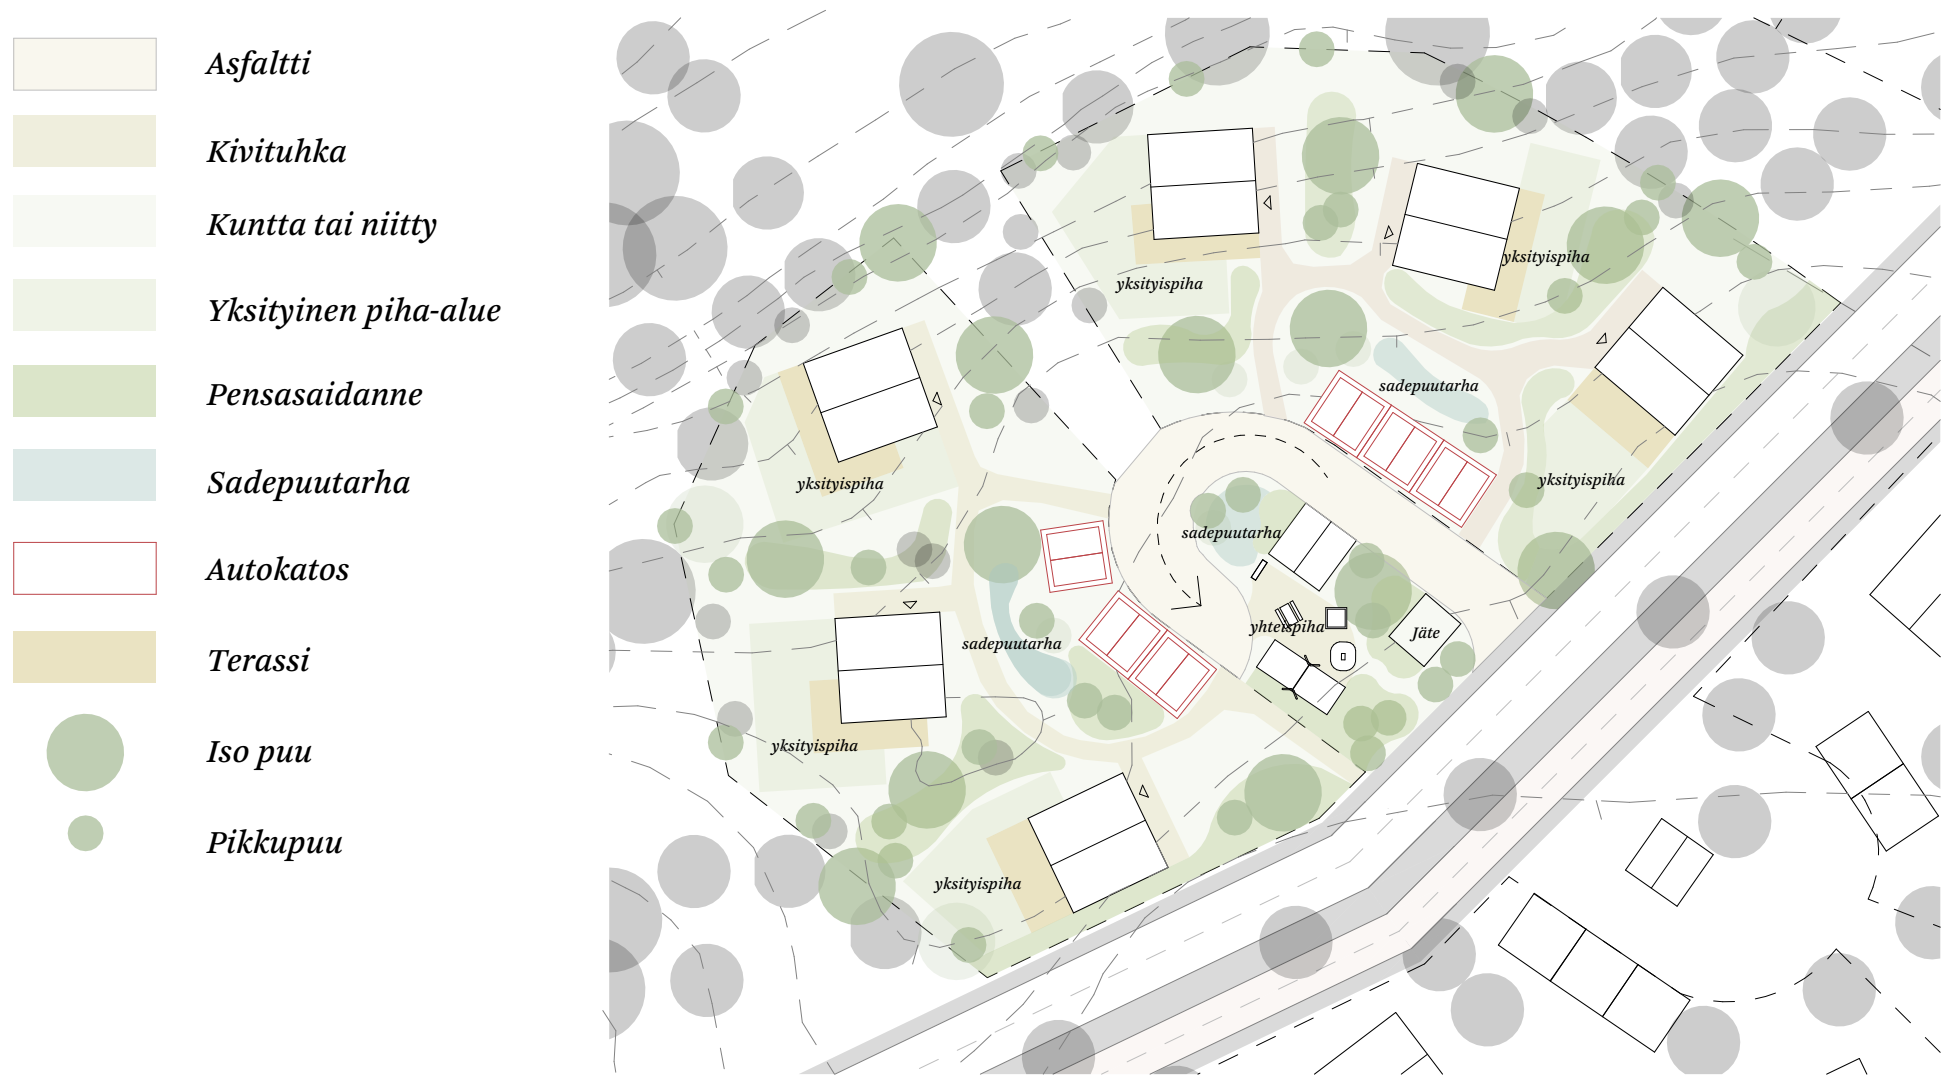 Asfaltti
Kivituhka
Kuntta tai niitty
Yksityinen piha-alue
Pensasaidanne
Sadepuutarha
Autokatos
Terassi
Iso puu
Pikkupuu
yksityispiha
yksityispiha
sadepuutarha
yksityispiha
yksityispiha
sadepuutarha
yhteispiha
Jäte
sadepuutarha
yksityispiha
yksityispiha